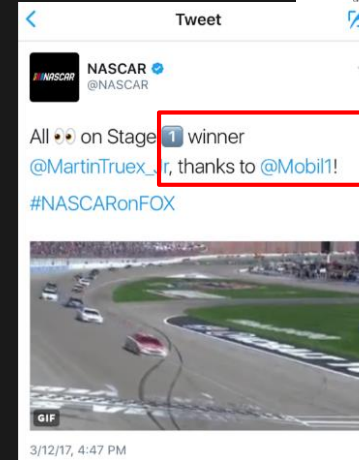 Tweet
NASCAR
NASCAR
@NASCAR
All 👀 on Stage 1️⃣ winner
@MartinTruex_Jr, thanks to @Mobil1!
#NASCARonFOX
GIF
3/12/17, 4:47 PM